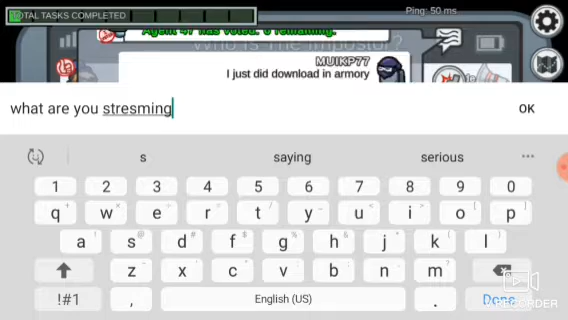 TOTAL TASKS COMPLETED
Ping: 50 ms
Agent 47 has voted. 6 remaining.
Who Is The Impostor?
MUIKP77
I just did download in armory
what are you stresming
OK
s saying serious ...
1 2 3 4 5 6 7 8 9 0
q w e r t y u i o p
a s d f g h j k l
z x c v b n m
!#1 , English (US) . Done
RECORDER